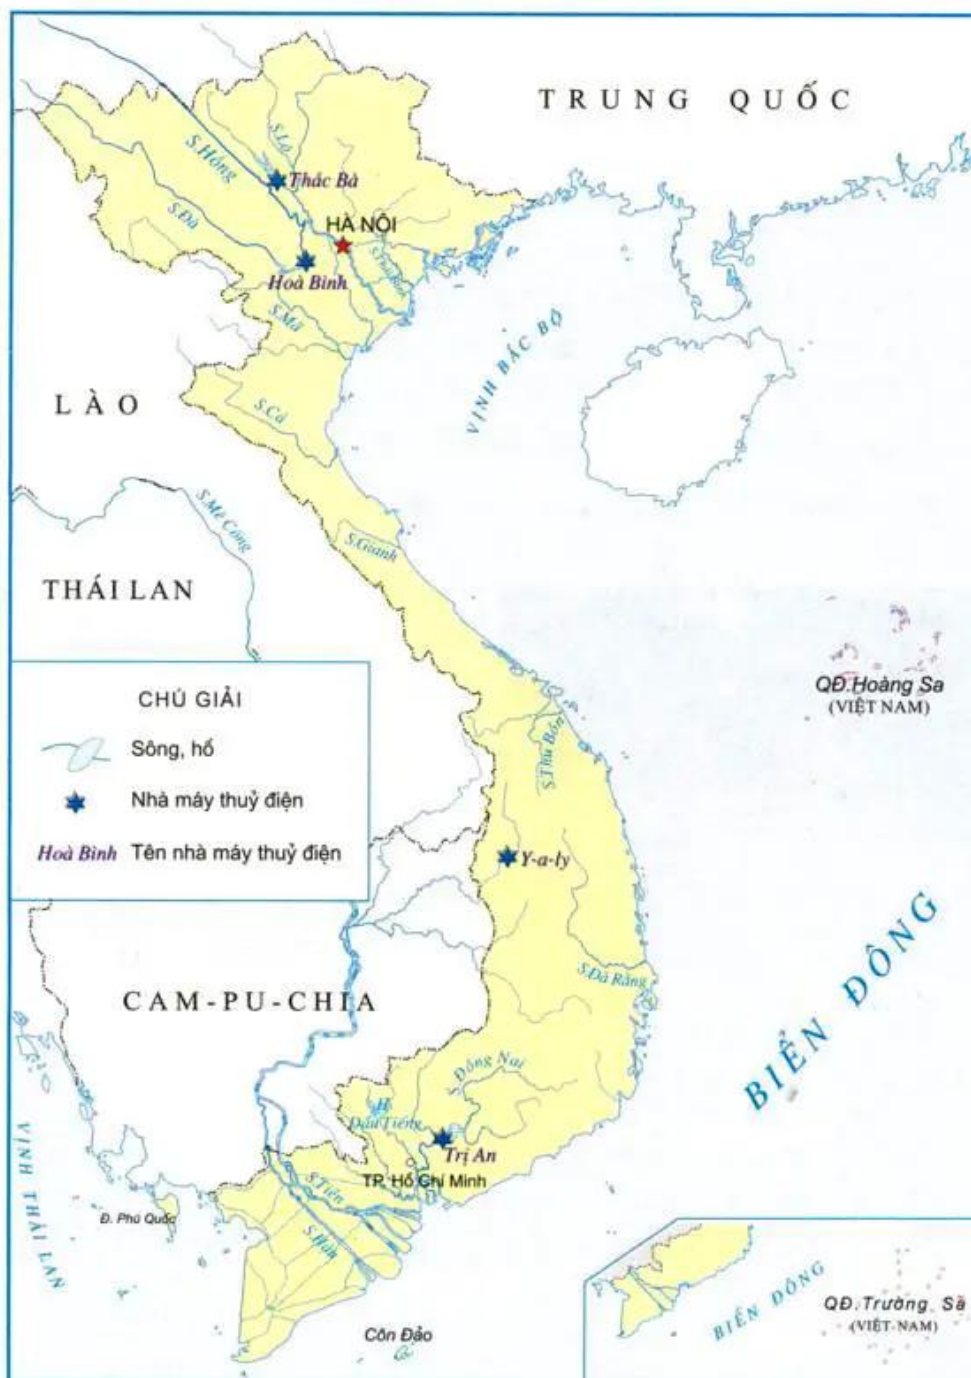 TRUNG QUỐC
S.Lô
S.Hồng
Thác Bà
S.Đà
HÀ NÔI
Hoà Bình
S.Mã
VỊNH BẮC BỘ
LÀO
S.Cả
S.Mê Công
S.Gianh
THÁI LAN
QĐ.Hoàng Sa
(VIỆT NAM)
CHÚ GIẢI
Sông, hồ
Nhà máy thuỷ điện
Hoà Bình Tên nhà máy thuỷ điện
S.Thu Bồn
Y-a-ly
BIỂN ĐÔNG
S.Đà Rằng
CAM-PU-CHIA
Đồng Nai
H
Dầu Tiếng
Trị An
TP. Hồ Chí Minh
S.Tiền
S.Hậu
VỊNH THÁI LAN
Đ. Phú Quốc
Côn Đảo
BIỂN ĐÔNG
QĐ.Trường Sa
(VIỆT NAM)